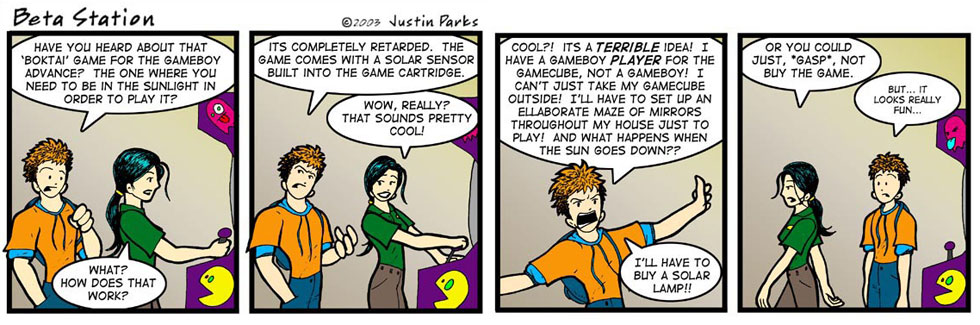 Beta Station
©2003 Justin Parks
HAVE YOU HEARD ABOUT THAT
'BOKTAI' GAME FOR THE GAMEBOY
ADVANCE? THE ONE WHERE YOU
NEED TO BE IN THE SUNLIGHT IN
ORDER TO PLAY IT?
WHAT?
HOW DOES THAT
WORK?
ITS COMPLETELY RETARDED. THE
GAME COMES WITH A SOLAR SENSOR
BUILT INTO THE GAME CARTRIDGE.
WOW, REALLY?
THAT SOUNDS PRETTY
COOL!
COOL?! IT'S A TERRIBLE IDEA! I
HAVE A GAMEBOY PLAYER FOR THE
GAMECUBE, NOT A GAMEBOY! I
CAN'T JUST TAKE MY GAMECUBE
OUTSIDE! I'LL HAVE TO SET UP AN
ELLABORATE MAZE OF MIRRORS
THROUGHOUT MY HOUSE JUST TO
PLAY! AND WHAT HAPPENS WHEN
THE SUN GOES DOWN??
I'LL HAVE TO
BUY A SOLAR
LAMP!!
OR YOU COULD
JUST, *GASP*, NOT
BUY THE GAME.
BUT... IT
LOOKS REALLY
FUN...